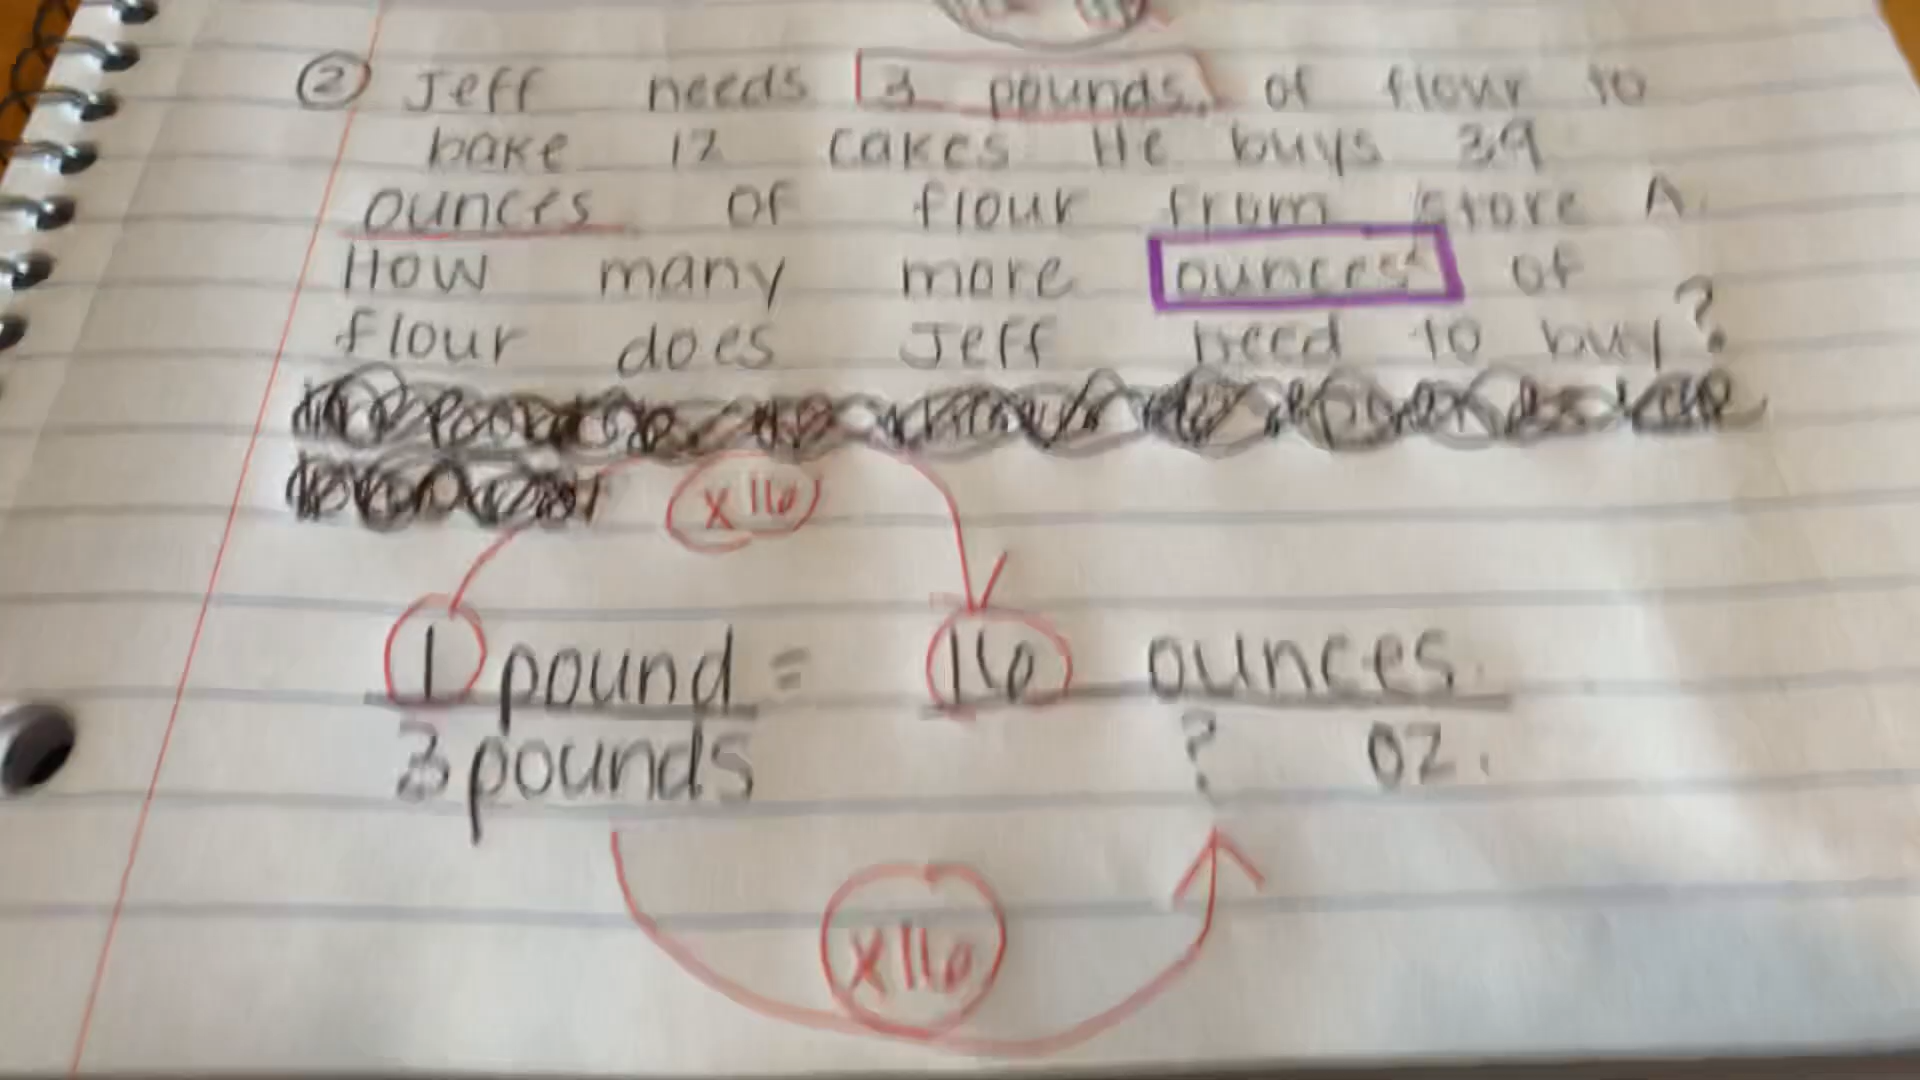 ② Jeff needs 3 pounds, of flour to
bake 12 cakes He buys 39
ounces of flour from store A.
How many more ounces of
flour does Jeff need to buy?
x 16
1 pound = 16 ounces.
3 pounds ? oz.
x16